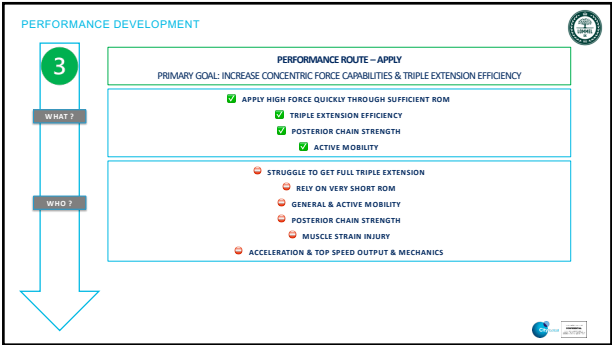 PERFORMANCE DEVELOPMENT
LOMMEL
3
PERFORMANCE ROUTE – APPLY
PRIMARY GOAL: INCREASE CONCENTRIC FORCE CAPABILITIES & TRIPLE EXTENSION EFFICIENCY
WHAT ?
APPLY HIGH FORCE QUICKLY THROUGH SUFFICIENT ROM
TRIPLE EXTENSION EFFICIENCY
POSTERIOR CHAIN STRENGTH
ACTIVE MOBILITY
WHO ?
STRUGGLE TO GET FULL TRIPLE EXTENSION
RELY ON VERY SHORT ROM
GENERAL & ACTIVE MOBILITY
POSTERIOR CHAIN STRENGTH
MUSCLE STRAIN INJURY
ACCELERATION & TOP SPEED OUTPUT & MECHANICS